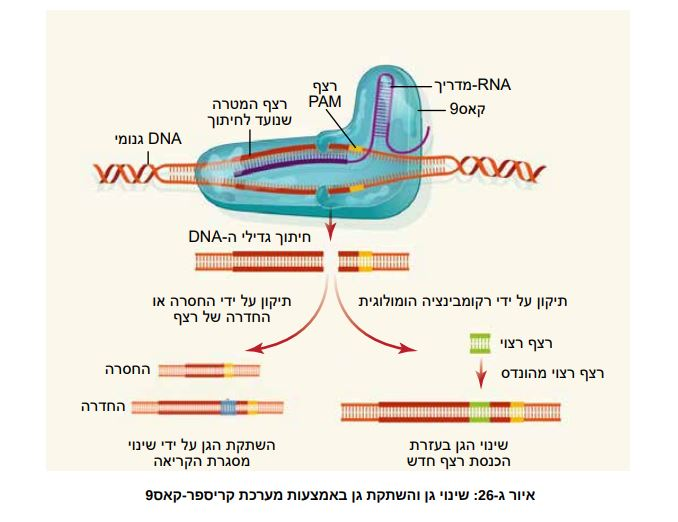 RNA-מדריך
קאס9
רצף
PAM
רצף המטרה
שנועד לחיתוך
DNA גנומי
חיתוך גדילי ה-DNA
תיקון על ידי רקומבינציה הומולוגית
תיקון על ידי החסרה או
החדרה של רצף
רצף רצוי
רצף רצוי מהונדס
החסרה
החדרה
שינוי הגן בעזרת
הכנסת רצף חדש
השתקת הגן על ידי שינוי
מסגרת הקריאה
איור ג-26: שינוי גן והשתקת גן באמצעות מערכת קריספר-קאס9